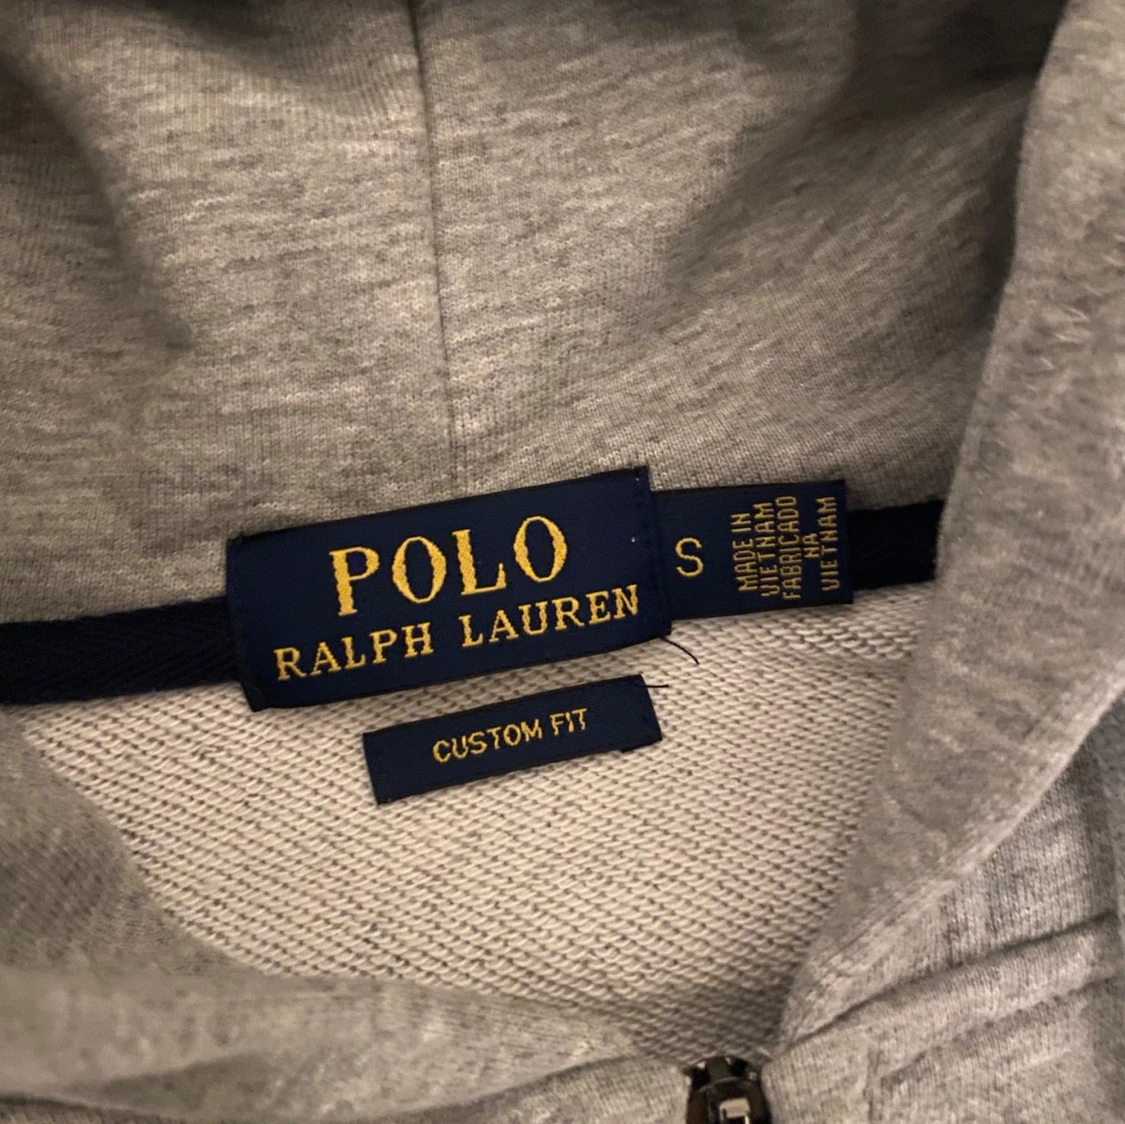 POLO
RALPH LAUREN
S
MADE IN
VIETNAM
FABRICADO
NA
VIETNAM
CUSTOM FIT